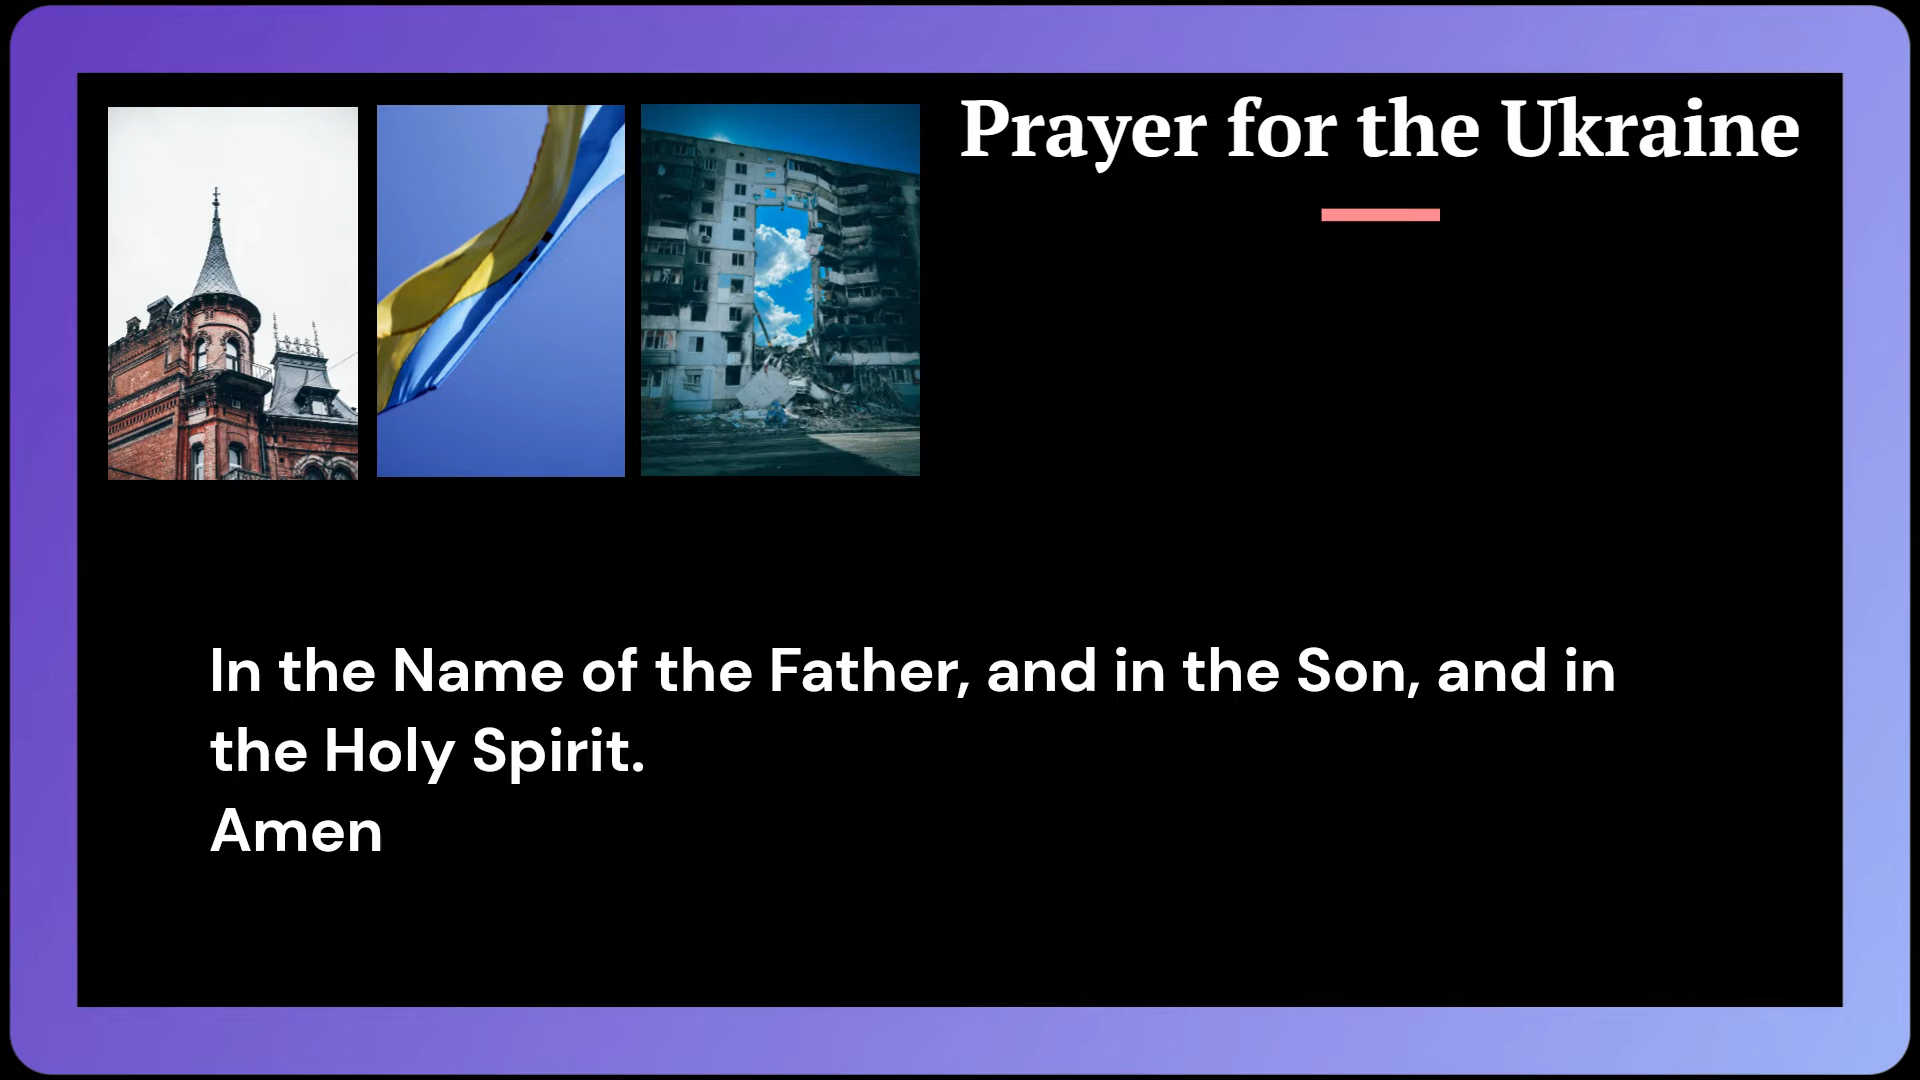 Prayer for the Ukraine
In the Name of the Father, and in the Son, and in
the Holy Spirit.
Amen